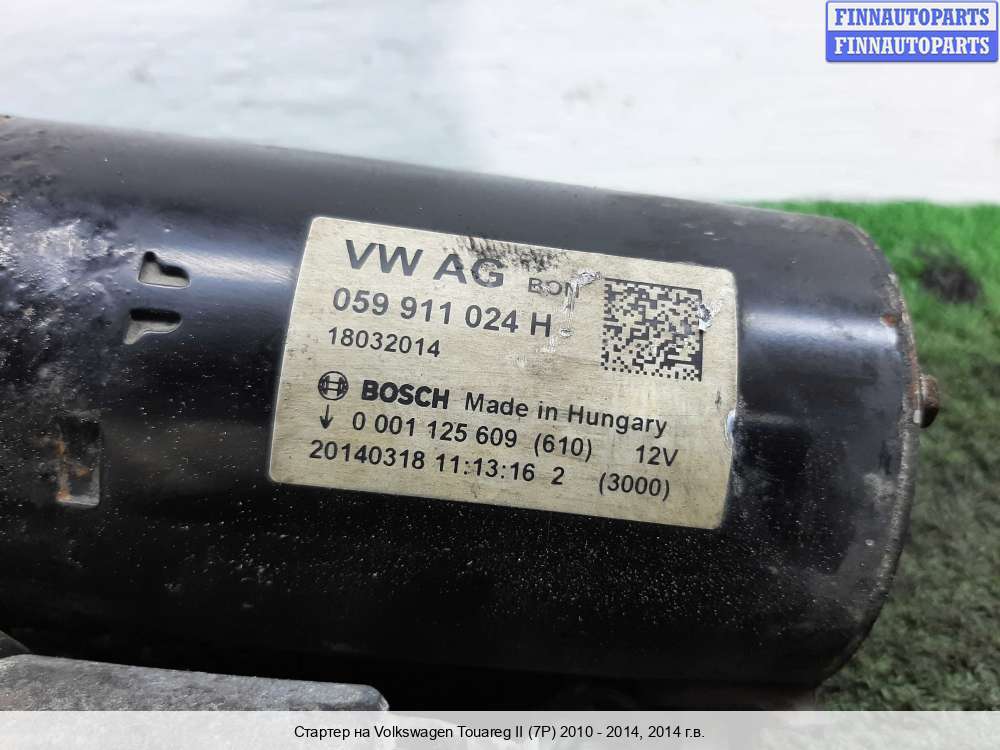 FINNAUTOPARTS
FINNAUTOPARTS
VW AG BON
059 911 024 H
18032014
BOSCH Made in Hungary
0 001 125 609 (610) 12V
20140318 11:13:16 2 (3000)
Стартер на Volkswagen Touareg II (7P) 2010 - 2014, 2014 г.в.